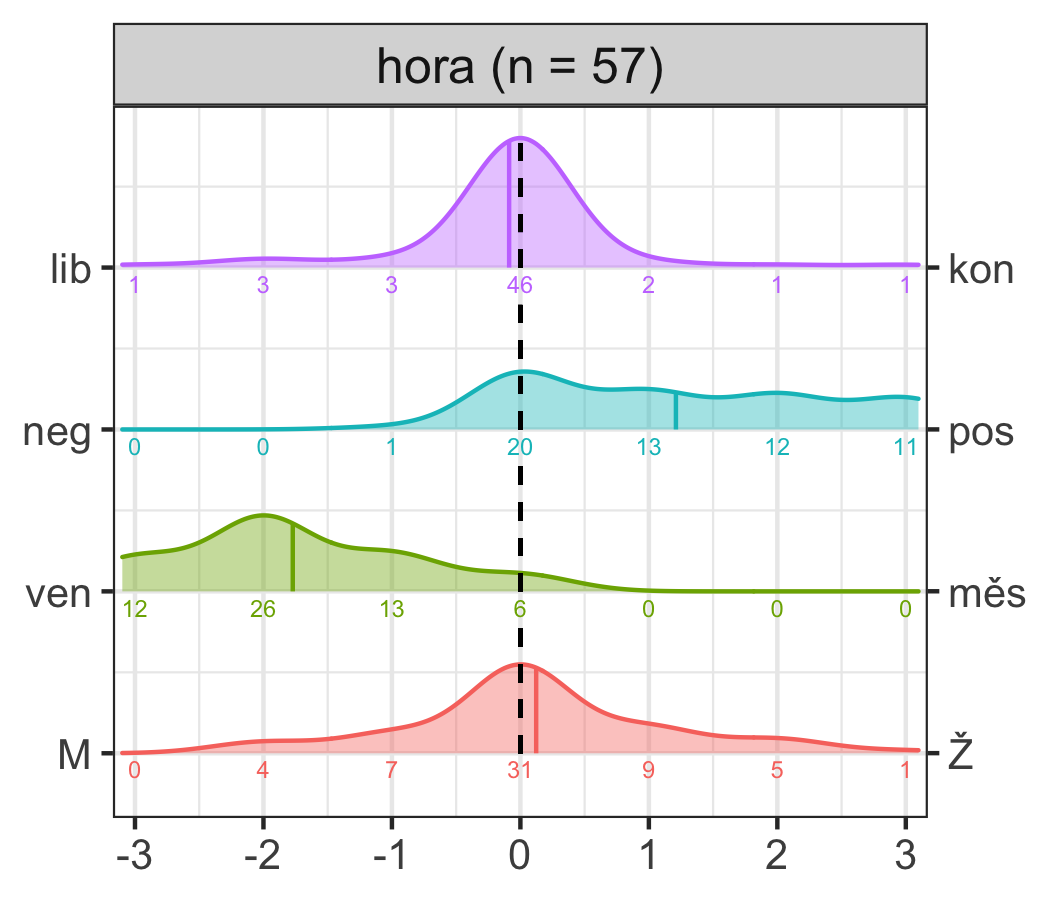 hora (n = 57)
lib kon
1 3 3 46 2 1 1
neg pos
0 0 1 20 13 12 11
ven měs
12 26 13 6 0 0 0
M Ž
0 4 7 31 9 5 1
-3 -2 -1 0 1 2 3